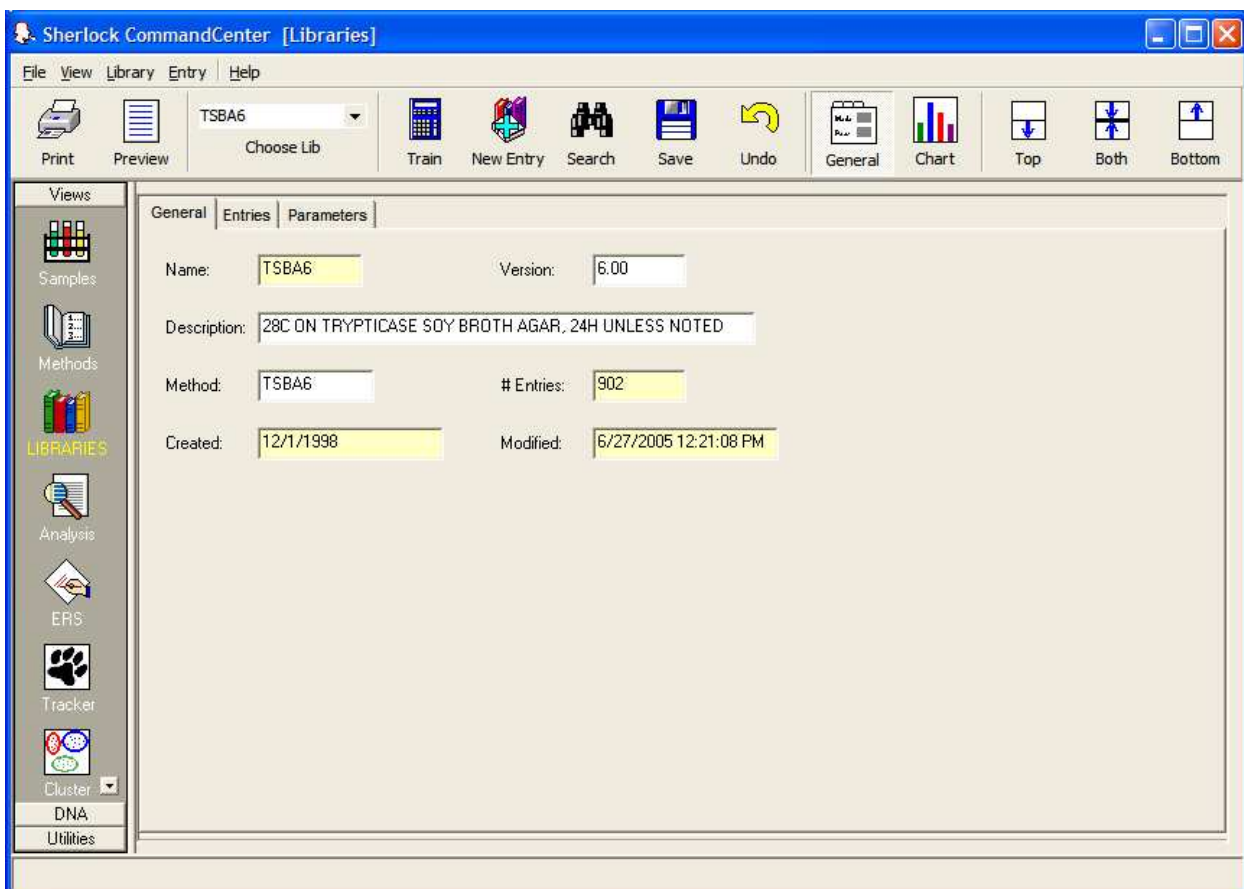 Sherlock CommandCenter [Libraries]
File View Library Entry Help
TSBA6
Choose Lib
Print Preview Train New Entry Search Save Undo General Chart Top Both Bottom
Views
General Entries Parameters
Samples
Name: TSBA6 Version: 6.00
Description: 28C ON TRYPTICASE SOY BROTH AGAR, 24H UNLESS NOTED
Methods
Method: TSBA6 # Entries: 902
LIBRARIES
Created: 12/1/1998 Modified: 6/27/2005 12:21:08 PM
Analysis
ERS
Tracker
Cluster
DNA
Utilities